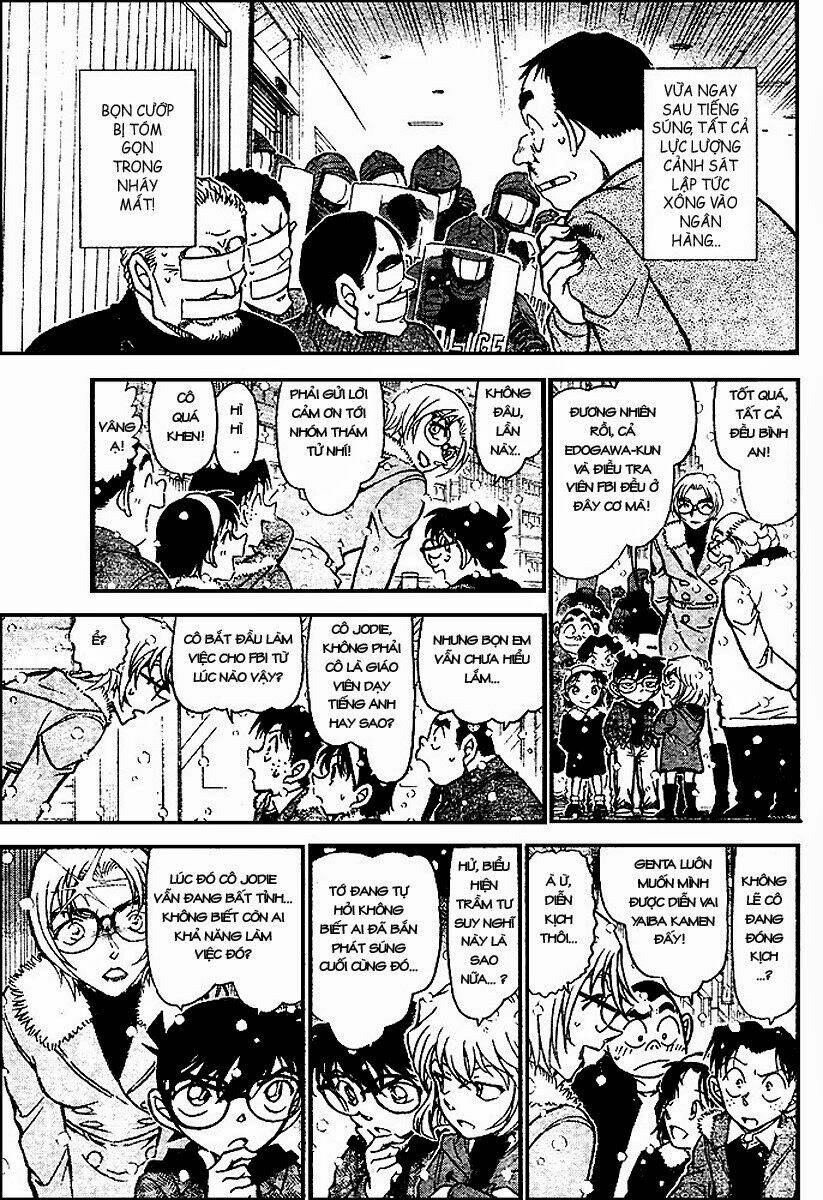 VỪA NGAY
SAU TIẾNG
SÚNG TẤT CẢ
LỰC LƯỢNG
CẢNH SÁT
LẬP TỨC
XÔNG VÀO
NGÂN
HÀNG..
BỌN CƯỚP
BỊ TÓM
GỌN
TRONG
NHÁY
MẮT!
POLICE
TỐT QUÁ,
TẤT CẢ
ĐỀU BÌNH
AN!
ĐƯƠNG NHIÊN
RỒI, CẢ
EDOGAWA-KUN
VÀ ĐIỀU TRA
VIÊN FBI ĐỀU Ở
ĐÂY CƠ MÀ!
KHÔNG
ĐÂU,
LẦN
NÀY..
PHẢI GỬI LỜI
CẢM ƠN TỚI
NHÓM THÁM
TỬ NHÍ!
HÌ
HÌ
..
CÔ
QUÁ
KHEN!
VÂNG
Ạ!
NHƯNG BỌN EM
VẪN CHƯA HIỂU
LẮM...
CÔ JODIE,
KHÔNG PHẢI
CÔ LÀ GIÁO
VIÊN DẠY
TIẾNG ANH
HAY SAO?
CÔ BẮT ĐẦU LÀM
VIỆC CHO FBI TỪ
LÚC NÀO VẬY?
Ể?
KHÔNG
LẼ CÔ
ĐANG
ĐÓNG
KỊCH
...?
GENTA LUÔN
MUỐN MÌNH
ĐƯỢC DIỄN VAI
YAIBA KAMEN
ĐẤY!
À Ừ,
DIỄN
KỊCH
THÔI...
HỬ, BIỂU
HIỆN
TRẦM TƯ
SUY NGHĨ
NÀY LÀ
SAO
NỮA... ?
TỚ ĐANG TỰ
HỎI KHÔNG
BIẾT AI ĐÃ BẮN
PHÁT SÚNG
CUỐI CÙNG ĐÓ...
LÚC ĐÓ CÔ JODIE
VẪN ĐANG BẤT TỈNH...
KHÔNG BIẾT CÒN AI
KHẢ NĂNG LÀM
VIỆC ĐÓ?